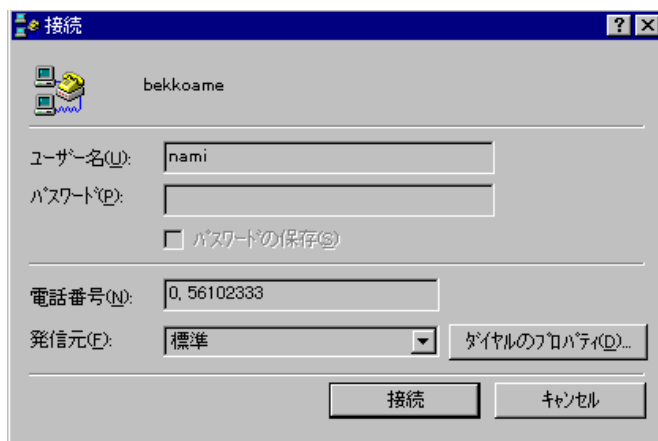 接続
bekkoame
ユーザー名(U): nami
パスワード(P):
パスワードの保存(S)
電話番号(N): 0, 56102333
発信元(F): 標準 ダイヤルのプロパティ(D)...
接続 キャンセル